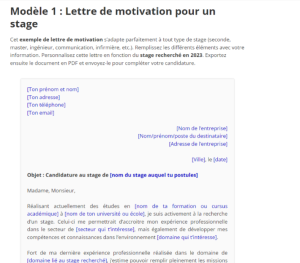 Modèle 1 : Lettre de motivation pour un
stage
Cet exemple de lettre de motivation s'adapte parfaitement à tout type de stage (seconde,
master, ingénieur, communication, infirmière, etc.). Remplissez les différents éléments avec votre
information. Personnalisez cette lettre en fonction du stage recherché en 2023. Exportez
ensuite le document en PDF et envoyez-le pour compléter votre candidature.
[Ton prénom et nom]
[Ton adresse]
[Ton téléphone]
[Ton email]
[Nom de l'entreprise]
[Nom/prénom/poste du destinataire]
[Adresse de l'entreprise]
[Ville], le [date]
Objet : Candidature au stage de [nom du stage auquel tu postules]
Madame, Monsieur,
Réalisant actuellement des études en [nom de ta formation ou cursus
académique] à [nom de ton université ou école], je suis activement à la recherche
d'un stage. Celui-ci me permettrait d'accroître mon expérience professionnelle
dans le secteur de [secteur qui t'intéresse], mais également de développer mes
compétences et connaissances dans l'environnement [domaine qui t'intéresse].
Fort de ma dernière expérience professionnelle réalisée dans le domaine de
[domaine lié au stage recherché], j'estime pouvoir remplir pleinement les missions